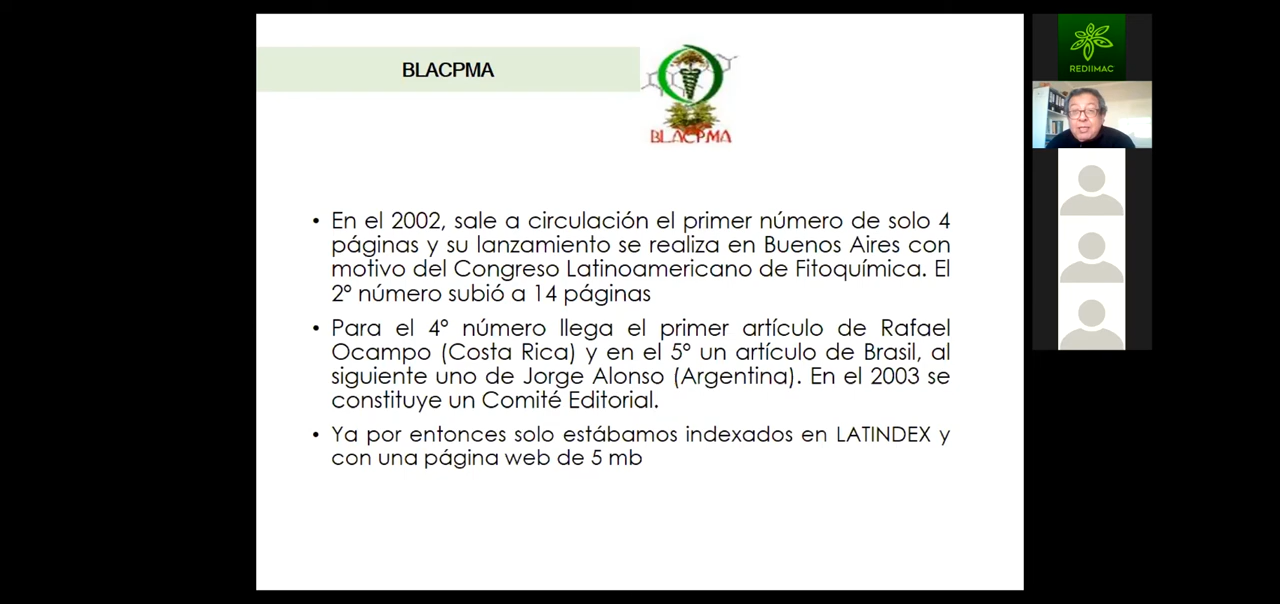 BLACPMA
BLACPMA
REDIIMAC
• En el 2002, sale a circulación el primer número de solo 4
páginas y su lanzamiento se realiza en Buenos Aires con
motivo del Congreso Latinoamericano de Fitoquímica. El
2º número subió a 14 páginas
• Para el 4º número llega el primer artículo de Rafael
Ocampo (Costa Rica) y en el 5º un artículo de Brasil, al
siguiente uno de Jorge Alonso (Argentina). En el 2003 se
constituye un Comité Editorial.
• Ya por entonces solo estábamos indexados en LATINDEX y
con una página web de 5 mb